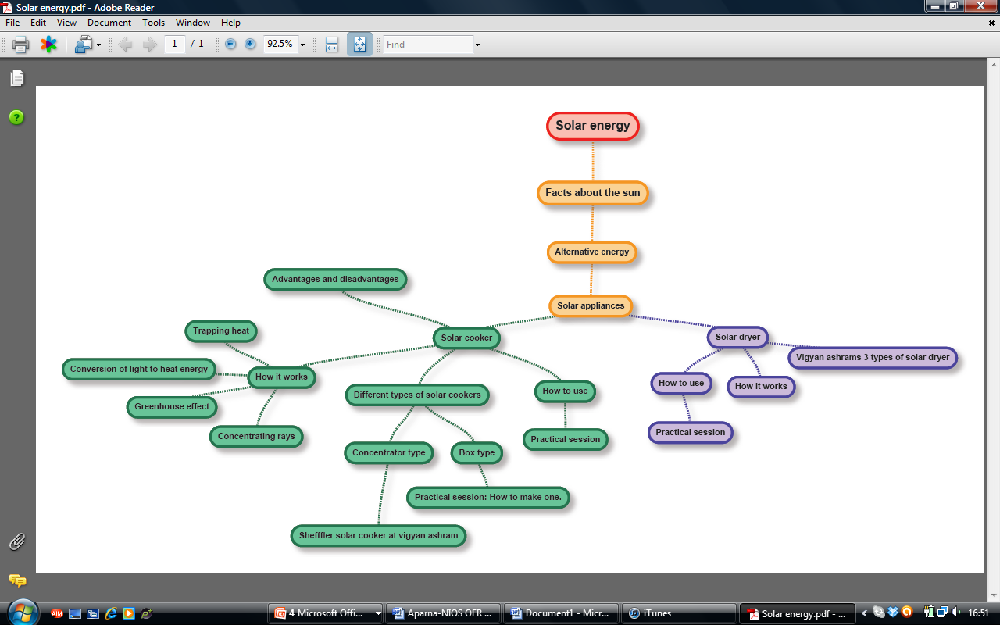 Solar energy.pdf - Adobe Reader
File Edit View Document Tools Window Help
1 / 1 92.5% Find
Solar energy
Facts about the sun
Alternative energy
Solar appliances
Advantages and disadvantages
Solar cooker
Trapping heat
Conversion of light to heat energy
How it works
Greenhouse effect
Concentrating rays
Different types of solar cookers
Concentrator type
Box type
Practical session: How to make one.
Shefffler solar cooker at vigyan ashram
How to use
Practical session
Solar dryer
Vigyan ashrams 3 types of solar dryer
How to use
How it works
Practical session
AIM
4 Microsoft Offi...
Aparna-NIOS OER ...
Document1 - Micr...
iTunes
Solar energy.pdf - ...
16:51